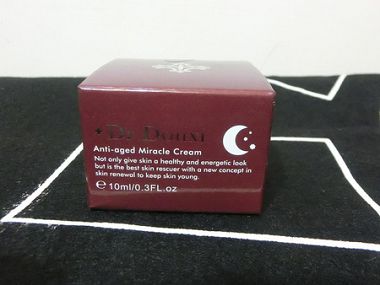 +Dr. Douxi
Anti-aged Miracle Cream
Not only give skin a healthy and energetic look
but is the best skin rescuer with a new concept in
skin renewal to keep skin young.
℮ 10ml/0.3FL.oz